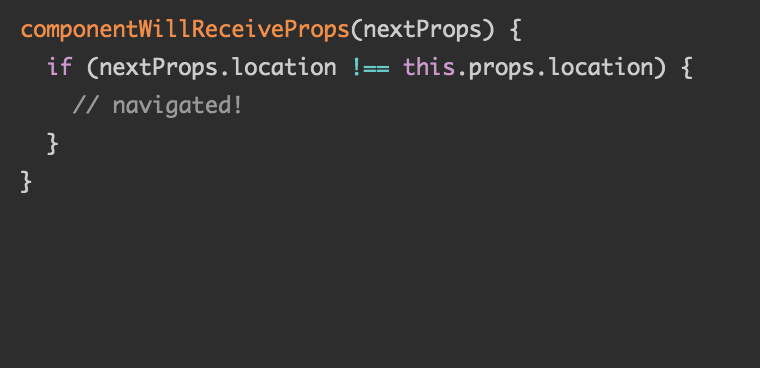 componentWillReceiveProps(nextProps) {
  if (nextProps.location !== this.props.location) {
    // navigated!
  }
}